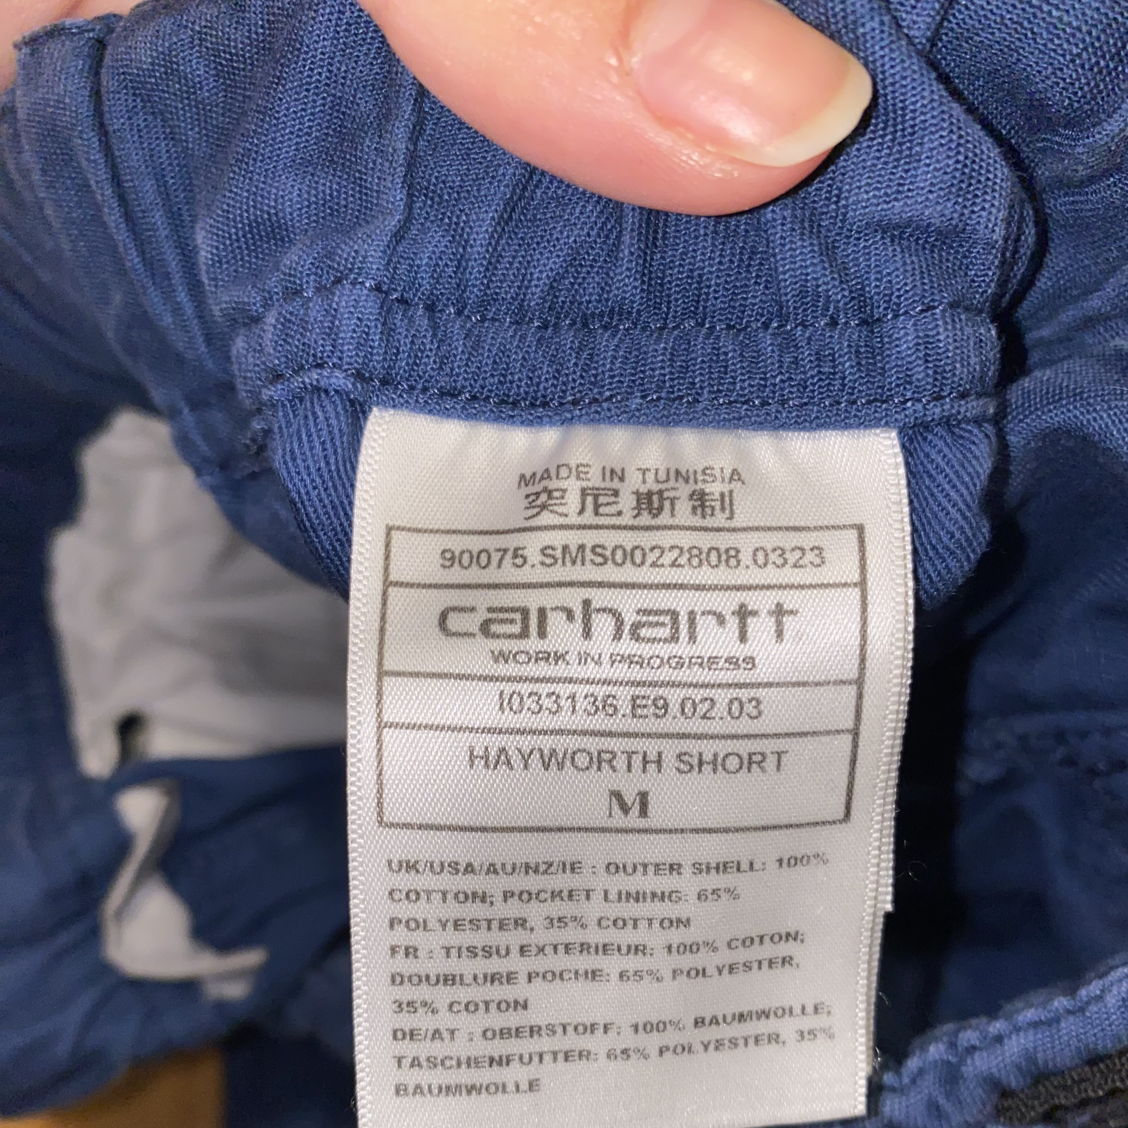 MADE IN TUNISIA
突尼斯制
90075.SMS0022808.0323
carhartt
WORK IN PROGRESS
I033136.E9.02.03
HAYWORTH SHORT
M
UK/USA/AU/NZ/IE : OUTER SHELL: 100%
COTTON; POCKET LINING: 65%
POLYESTER, 35% COTTON
FR : TISSU EXTERIEUR: 100% COTON;
DOUBLURE POCHE: 65% POLYESTER,
35% COTON
DE/AT : OBERSTOFF: 100% BAUMWOLLE;
TASCHENFUTTER: 65% POLYESTER, 35%
BAUMWOLLE